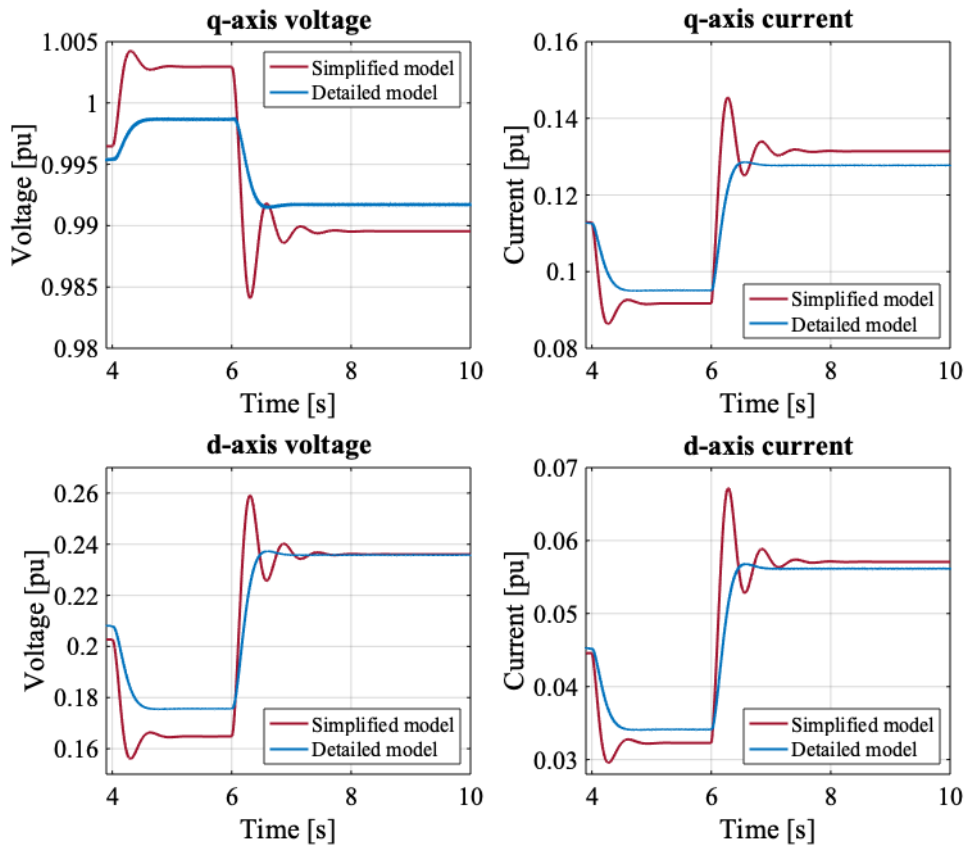 q-axis voltage
1.005
1
0.995
0.99
0.985
0.98
Voltage [pu]
Simplified model
Detailed model
4
6
8
10
Time [s]
q-axis current
0.16
0.14
0.12
0.1
0.08
Current [pu]
Simplified model
Detailed model
4
6
8
10
Time [s]
d-axis voltage
0.26
0.24
0.22
0.2
0.18
0.16
Voltage [pu]
Simplified model
Detailed model
4
6
8
10
Time [s]
d-axis current
0.07
0.06
0.05
0.04
0.03
Current [pu]
Simplified model
Detailed model
4
6
8
10
Time [s]